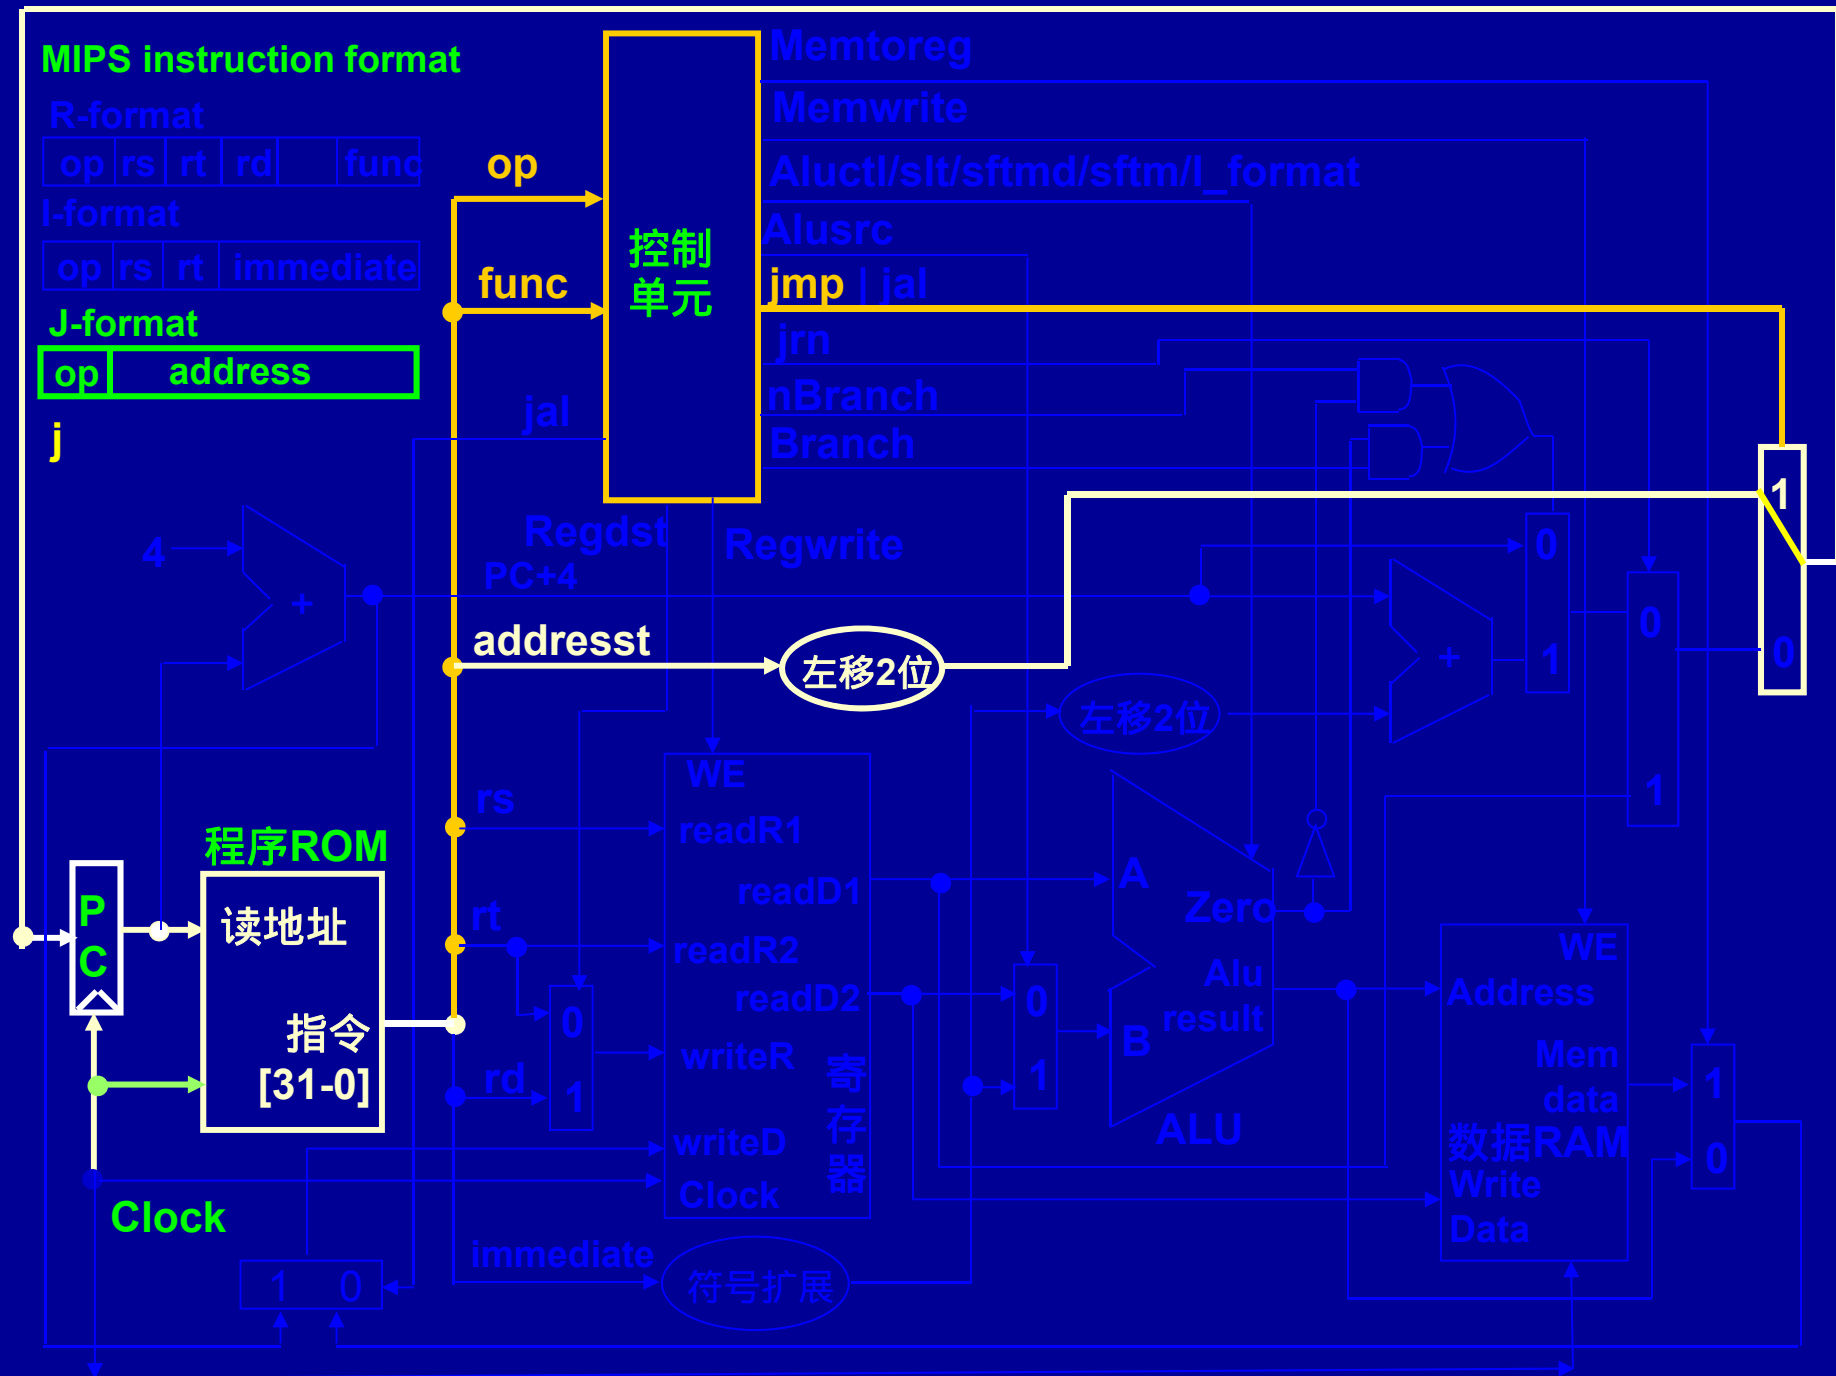 MIPS instruction format
R-format
op rs rt rd func
I-format
op rs rt immediate
J-format
op address
j
op
func
jal
控制
单元
Memtoreg
Memwrite
Aluctl/slt/sftmd/sftm/I_format
Alusrc
jmp | jal
jrn
nBranch
Branch
Regdst
Regwrite
4
+
PC+4
addresst
左移2位
左移2位
+
0
1
0
1
1
0
程序ROM
P
C
读地址
指令
[31-0]
Clock
rs
rt
rd
0
1
WE
readR1
readD1
readR2
readD2
writeR
writeD
Clock
寄
存
器
immediate
符号扩展
1 0
0
1
A
B
Zero
Alu
result
ALU
WE
Address
Mem
data
数据RAM
Write
Data
1
0